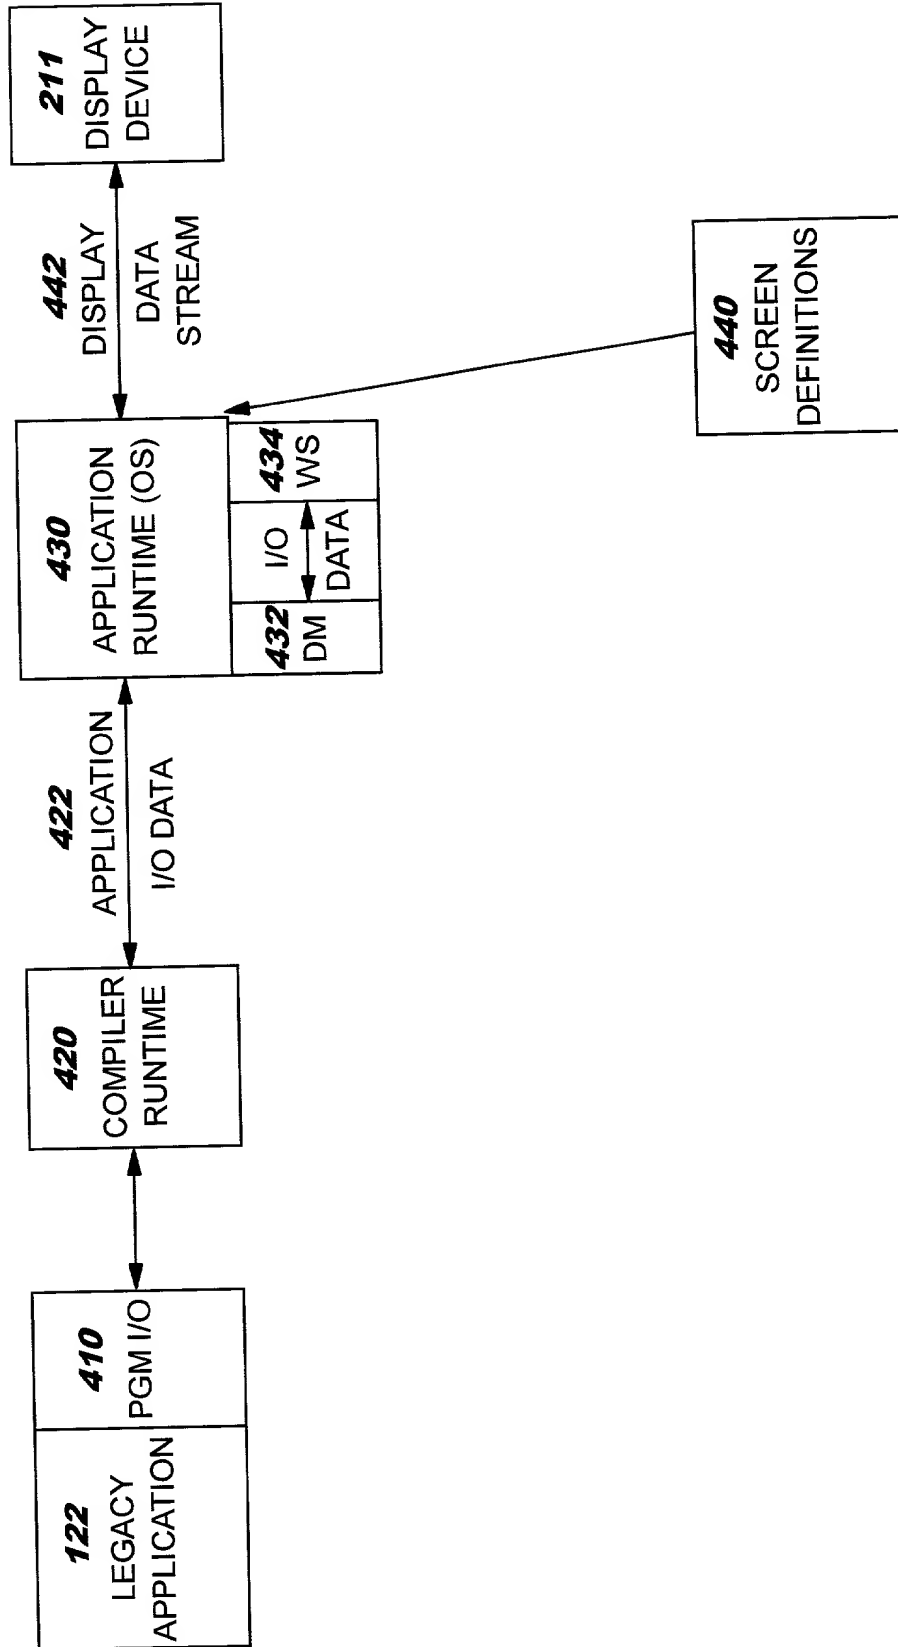 122
LEGACY
APPLICATION
410
PGM I/O
420
COMPILER
RUNTIME
422
APPLICATION
I/O DATA
430
APPLICATION
RUNTIME (OS)
432
DM
I/O
DATA
434
WS
442
DISPLAY
DATA
STREAM
211
DISPLAY
DEVICE
440
SCREEN
DEFINITIONS